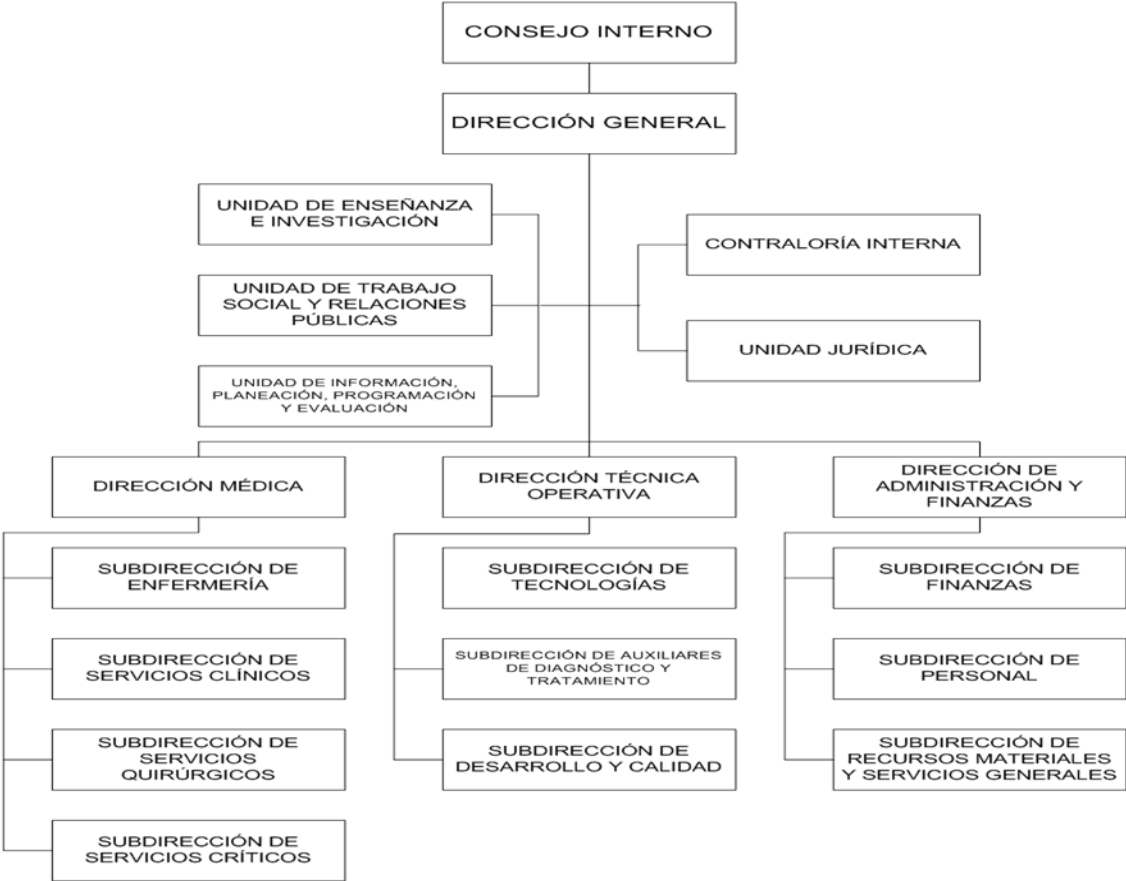 CONSEJO INTERNO
DIRECCIÓN GENERAL
UNIDAD DE ENSEÑANZA
E INVESTIGACIÓN
CONTRALORÍA INTERNA
UNIDAD DE TRABAJO
SOCIAL Y RELACIONES
PÚBLICAS
UNIDAD JURÍDICA
UNIDAD DE INFORMACIÓN,
PLANEACIÓN, PROGRAMACIÓN
Y EVALUACIÓN
DIRECCIÓN MÉDICA
SUBDIRECCIÓN DE
ENFERMERÍA
SUBDIRECCIÓN DE
SERVICIOS CLÍNICOS
SUBDIRECCIÓN DE
SERVICIOS
QUIRÚRGICOS
SUBDIRECCIÓN DE
SERVICIOS CRÍTICOS
DIRECCIÓN TÉCNICA
OPERATIVA
SUBDIRECCIÓN DE
TECNOLOGÍAS
SUBDIRECCIÓN DE AUXILIARES
DE DIAGNÓSTICO Y
TRATAMIENTO
SUBDIRECCIÓN DE
DESARROLLO Y CALIDAD
DIRECCIÓN DE
ADMINISTRACIÓN Y
FINANZAS
SUBDIRECCIÓN DE
FINANZAS
SUBDIRECCIÓN DE
PERSONAL
SUBDIRECCIÓN DE
RECURSOS MATERIALES
Y SERVICIOS GENERALES